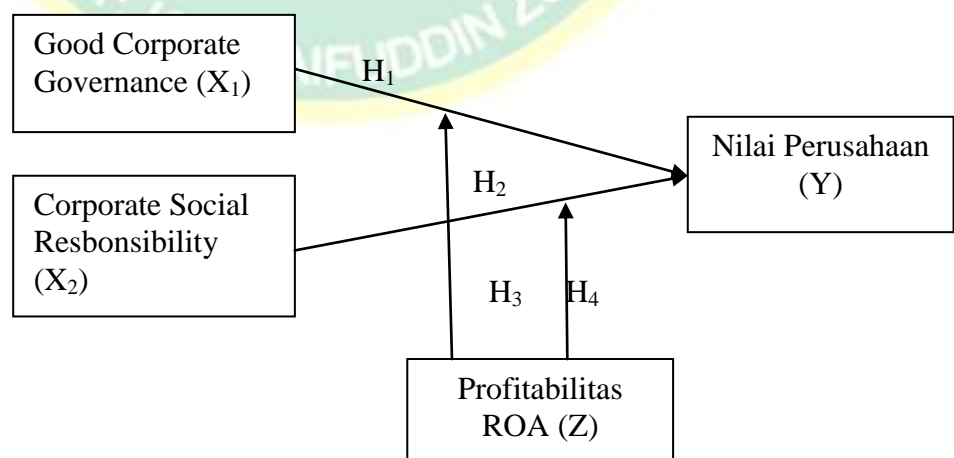 Good Corporate
Governance (X₁)
H₁
Nilai Perusahaan
(Y)
H₂
Corporate Social
Resbonsibility
(X₂)
H₃
H₄
Profitabilitas
ROA (Z)